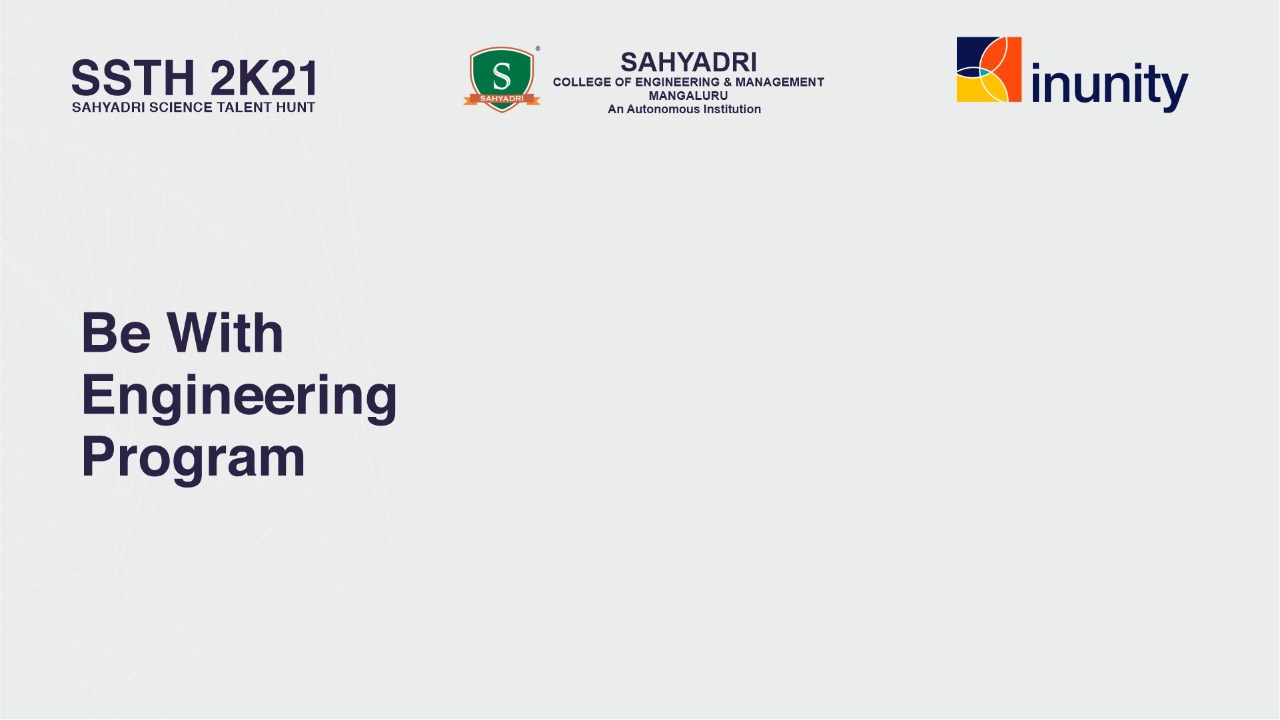 SSTH 2K21
SAHYADRI SCIENCE TALENT HUNT
S
SAHYADRI
®
SAHYADRI
COLLEGE OF ENGINEERING & MANAGEMENT
MANGALURU
An Autonomous Institution
inunity
Be With
Engineering
Program